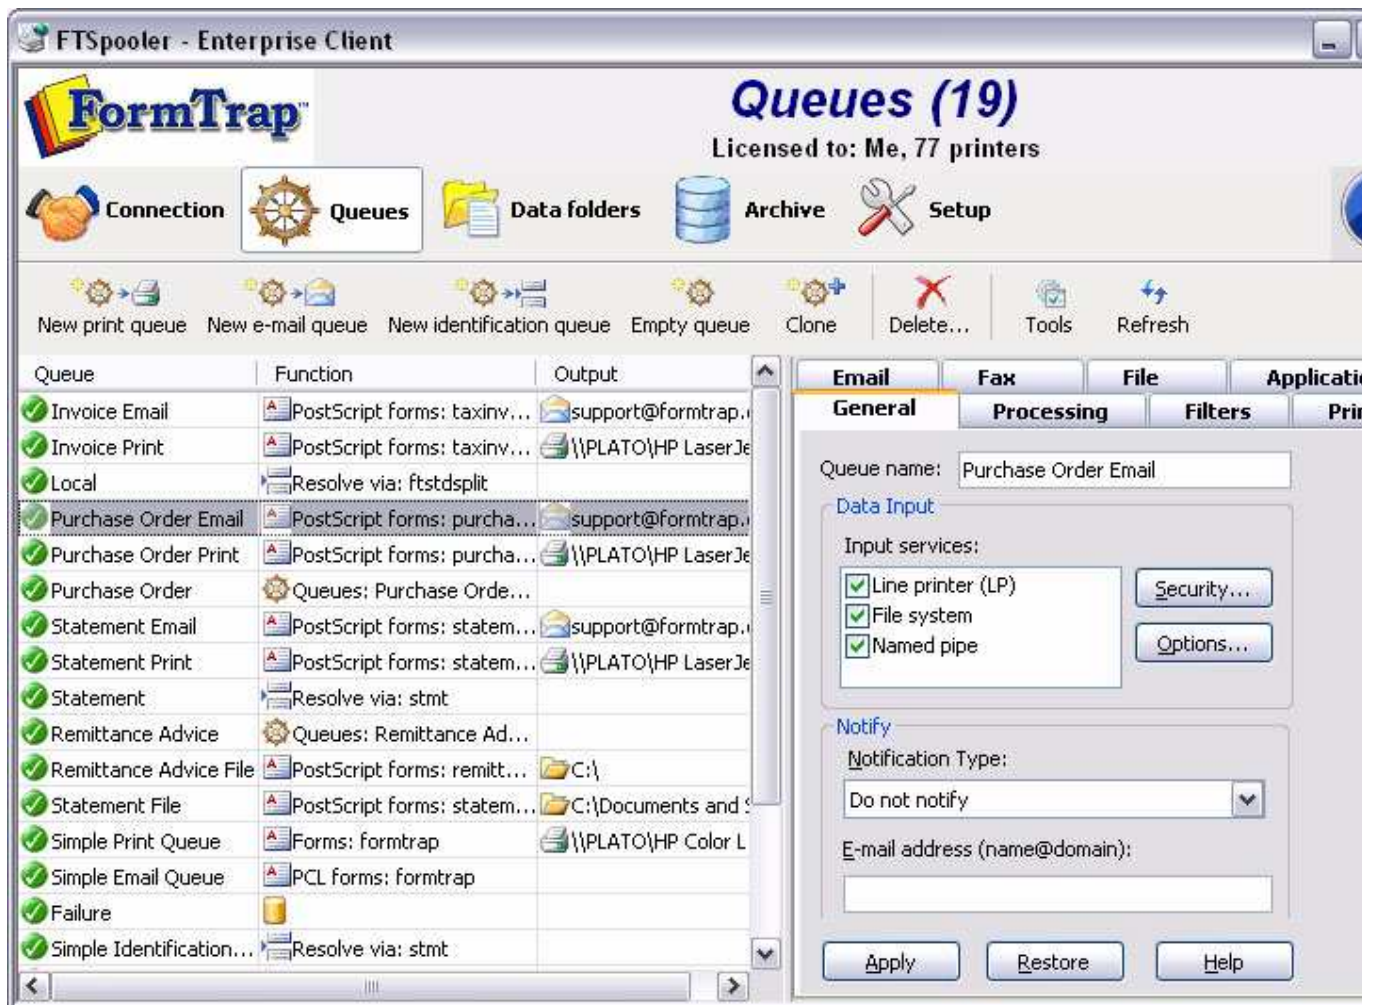 FTSpooler - Enterprise Client
FormTrap™
Queues (19)
Licensed to: Me, 77 printers
Connection Queues Data folders Archive Setup
New print queue New e-mail queue New identification queue Empty queue Clone Delete... Tools Refresh
Queue Function Output
Invoice Email PostScript forms: taxinv... support@formtrap.
Invoice Print PostScript forms: taxinv... \\PLATO\HP LaserJe
Local Resolve via: ftstdsplit
Purchase Order Email PostScript forms: purcha... support@formtrap.
Purchase Order Print PostScript forms: purcha... \\PLATO\HP LaserJe
Purchase Order Queues: Purchase Orde...
Statement Email PostScript forms: statem... support@formtrap.
Statement Print PostScript forms: statem... \\PLATO\HP LaserJe
Statement Resolve via: stmt
Remittance Advice Queues: Remittance Ad...
Remittance Advice File PostScript forms: remitt... C:\
Statement File PostScript forms: statem... C:\Documents and S
Simple Print Queue Forms: formtrap \\PLATO\HP Color L
Simple Email Queue PCL forms: formtrap
Failure
Simple Identification... Resolve via: stmt
Email Fax File Applicati
General Processing Filters Pri
Queue name: Purchase Order Email
Data Input
Input services:
Line printer (LP)
File system
Named pipe
Security...
Options...
Notify
Notification Type:
Do not notify
E-mail address (name@domain):
Apply Restore Help